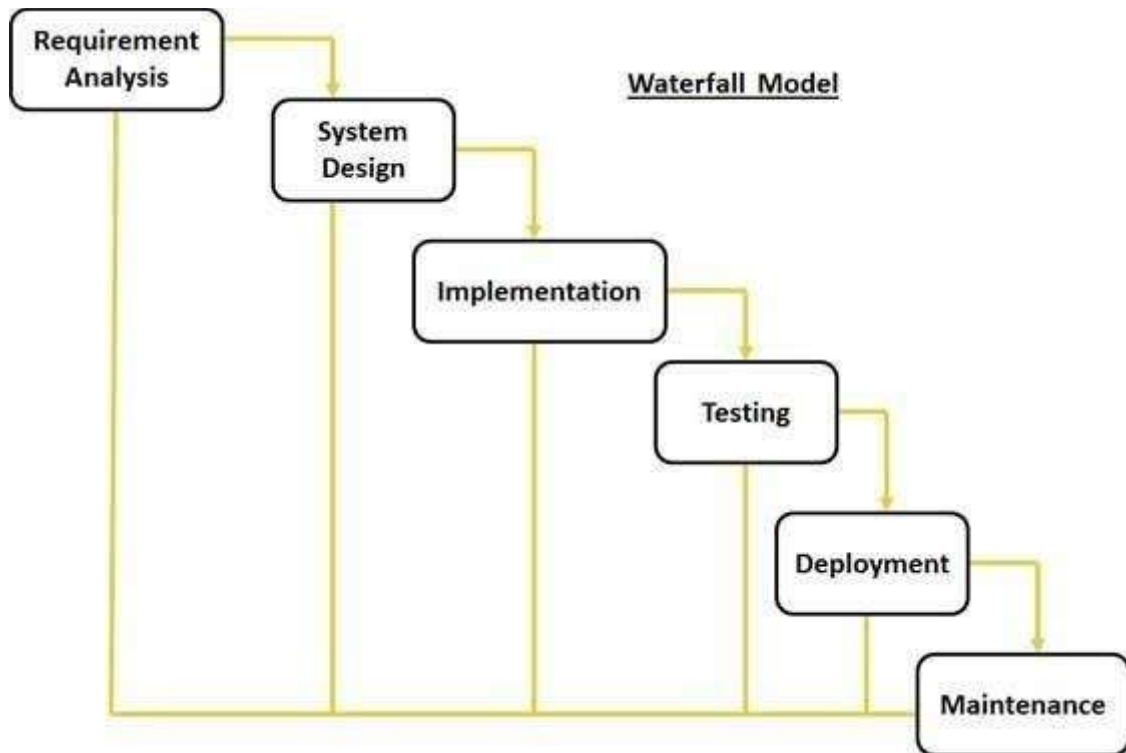 Requirement
Analysis
Waterfall Model
System
Design
Implementation
Testing
Deployment
Maintenance